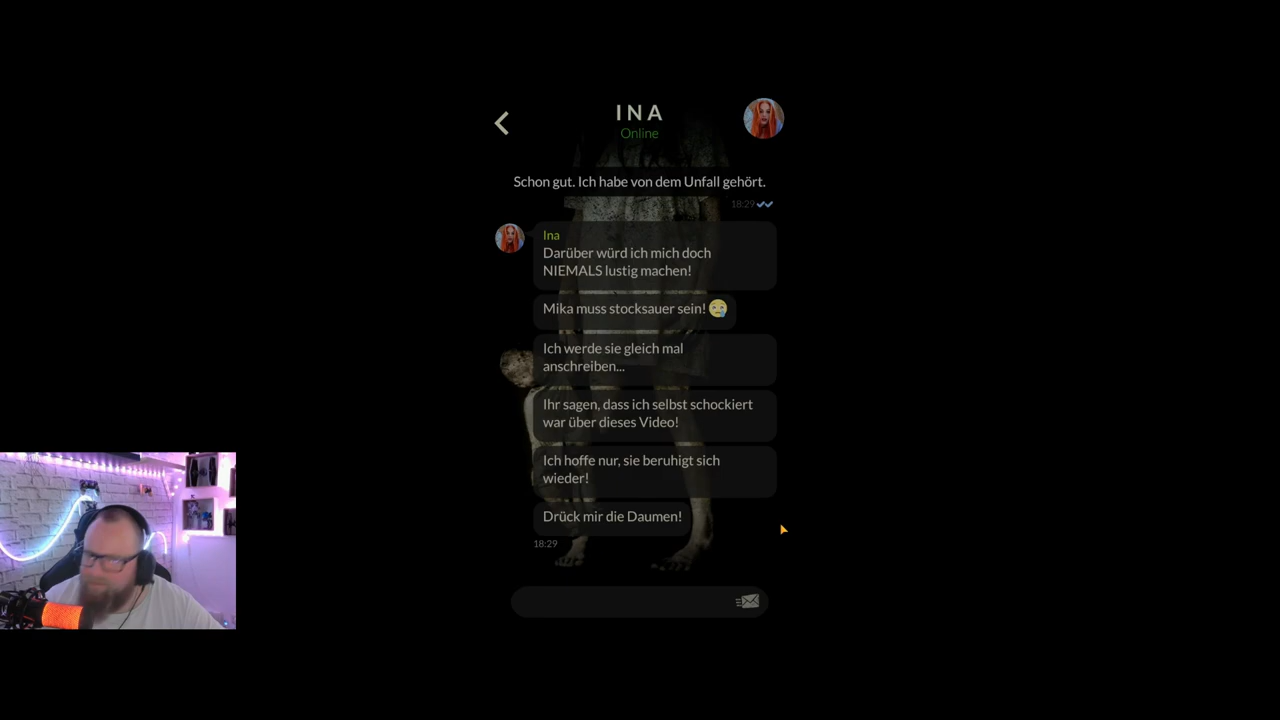 INA
Online
Schon gut. Ich habe von dem Unfall gehört.
18:29
Ina
Darüber würd ich mich doch
NIEMALS lustig machen!
Mika muss stocksauer sein! 😢
Ich werde sie gleich mal
anschreiben...
Ihr sagen, dass ich selbst schockiert
war über dieses Video!
Ich hoffe nur, sie beruhigt sich
wieder!
Drück mir die Daumen!
18:29